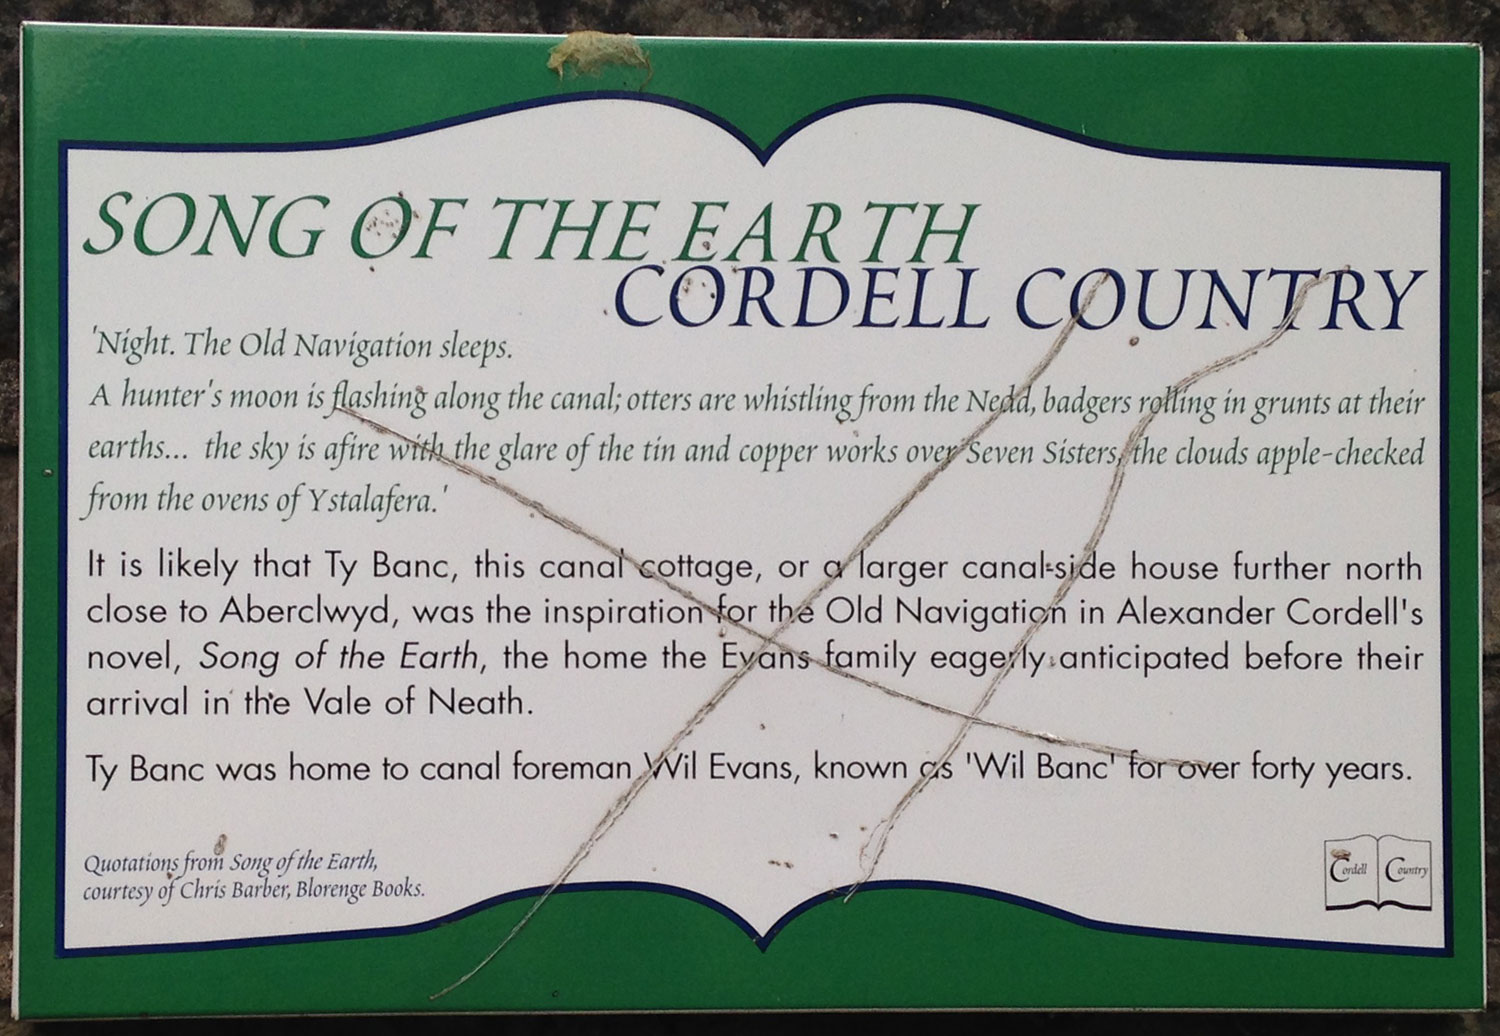 SONG OF THE EARTH
CORDELL COUNTRY
'Night. The Old Navigation sleeps.
A hunter's moon is flashing along the canal; otters are whistling from the Nedd, badgers rolling in grunts at their
earths... the sky is afire with the glare of the tin and copper works over Seven Sisters, the clouds apple-checked
from the ovens of Ystalafera.'
It is likely that Ty Banc, this canal cottage, or a larger canal-side house further north
close to Aberclwyd, was the inspiration for the Old Navigation in Alexander Cordell's
novel, Song of the Earth, the home the Evans family eagerly anticipated before their
arrival in the Vale of Neath.
Ty Banc was home to canal foreman Wil Evans, known as 'Wil Banc' for over forty years.
Quotations from Song of the Earth,
courtesy of Chris Barber, Blorenge Books.
Cordell Country